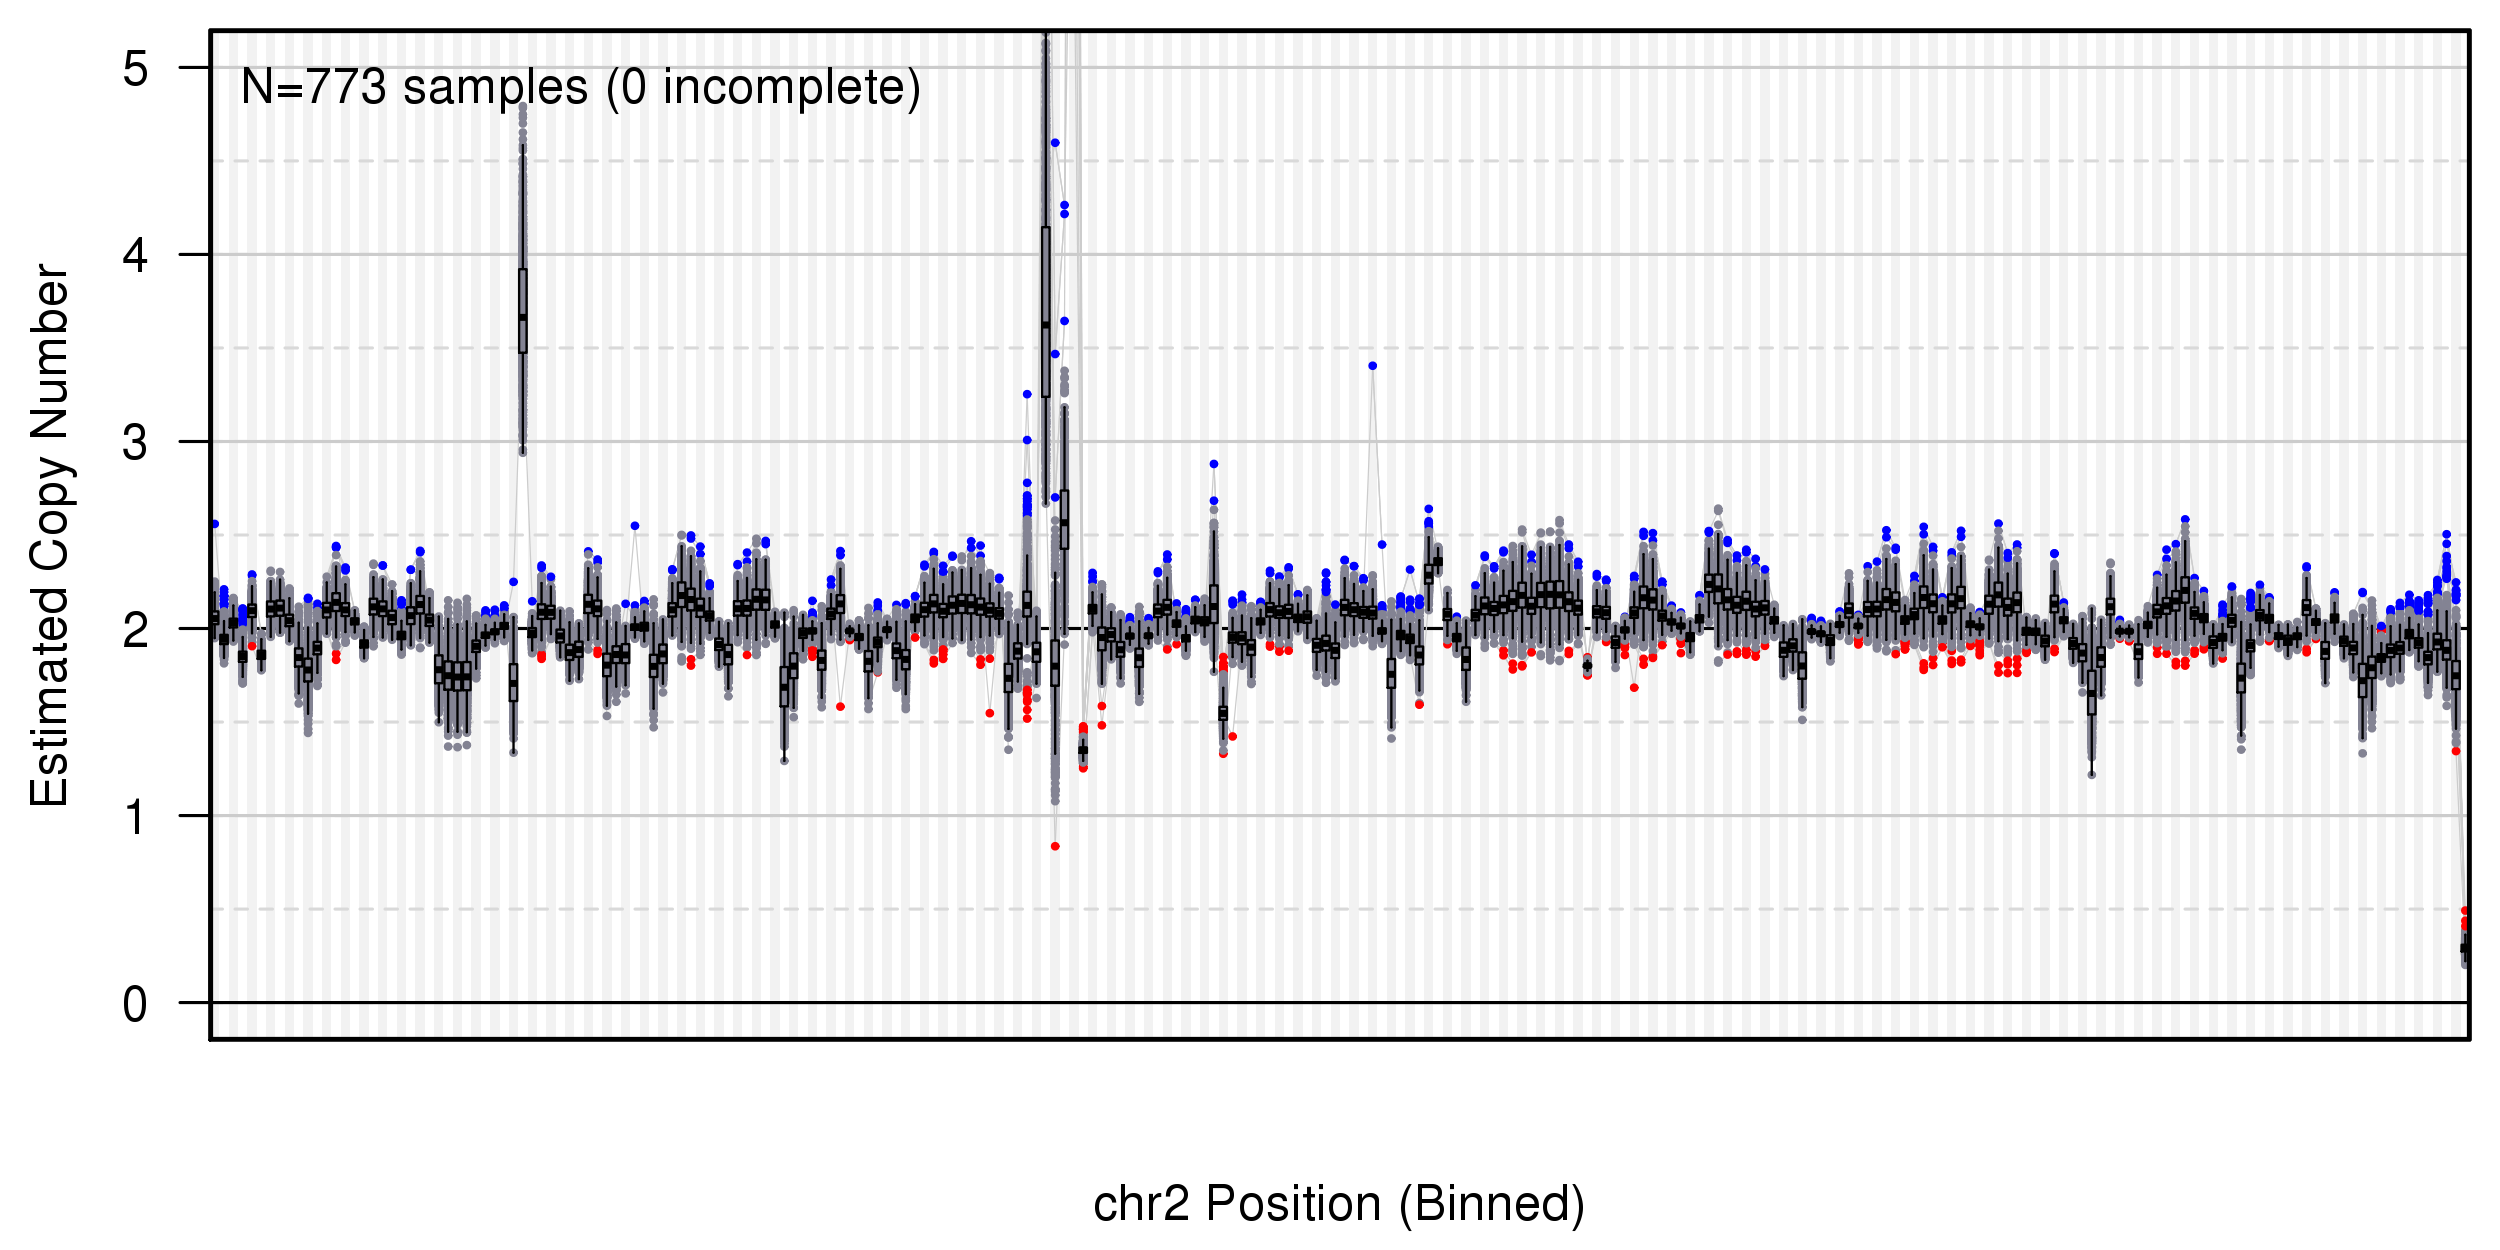 N=773 samples (0 incomplete)
5
4
3
2
1
0
Estimated Copy Number
chr2 Position (Binned)